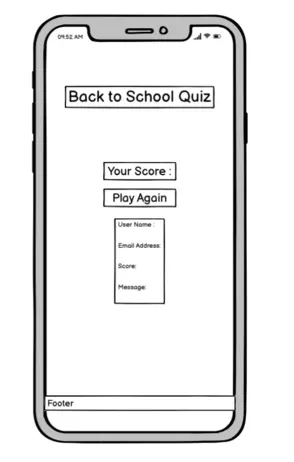 09:52 AM
Back to School Quiz
Your Score :
Play Again
User Name :
Email Address:
Score:
Message:
Footer